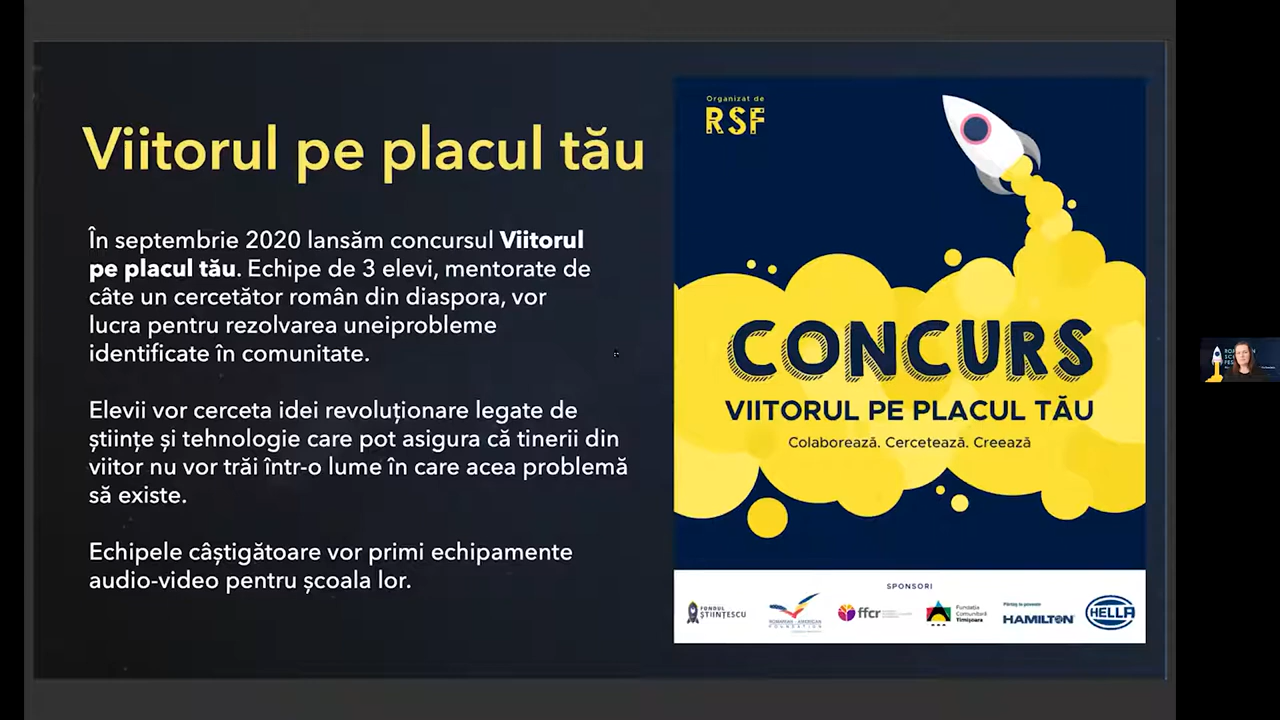 Viitorul pe placul tău
În septembrie 2020 lansăm concursul Viitorul
pe placul tău. Echipe de 3 elevi, mentorate de
câte un cercetător român din diaspora, vor
lucra pentru rezolvarea uneiprobleme
identificate în comunitate.
Elevii vor cerceta idei revoluționare legate de
științe și tehnologie care pot asigura că tinerii din
viitor nu vor trăi într-o lume în care acea problemă
să existe.
Echipele câștigătoare vor primi echipamente
audio-video pentru școala lor.
Organizat de
RSF
CONCURS
VIITORUL PE PLACUL TĂU
Colaborează. Cercetează. Creează
SPONSORI
FONDUL
ȘTIINȚESCU
ROMANIAN-AMERICAN
FOUNDATION
ffcr
Fundația
Comunitară
Timișoara
HAMILTON
HELLA